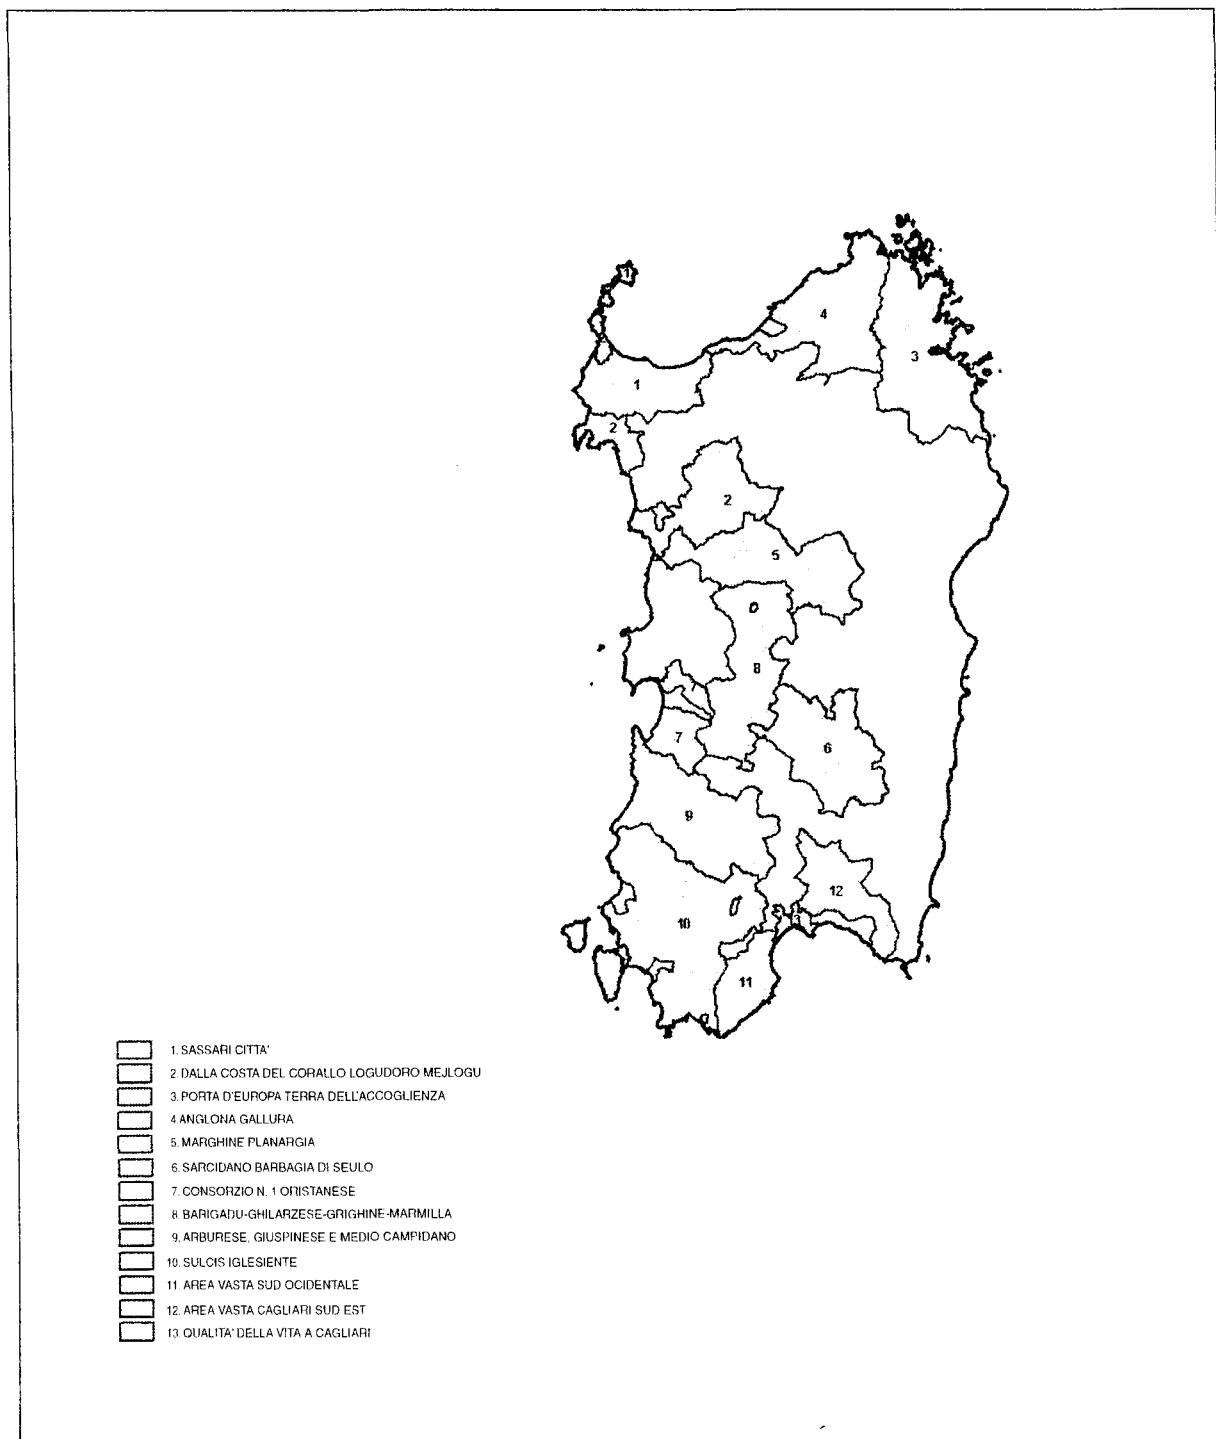 1
4
3
1
2
2
5
8
7
6
9
12
10
3
11
1. SASSARI CITTA'
2. DALLA COSTA DEL CORALLO LOGUDORO MEJLOGU
3. PORTA D'EUROPA TERRA DELL'ACCOGLIENZA
4. ANGLONA GALLURA
5. MARGHINE PLANARGIA
6. SARCIDANO BARBAGIA DI SEULO
7. CONSORZIO N. 1 ORISTANESE
8. BARIGADU-GHILARZESE-GRIGHINE-MARMILLA
9. ARBURESE, GIUSPINESE E MEDIO CAMPIDANO
10. SULCIS IGLESIENTE
11. AREA VASTA SUD OCIDENTALE
12. AREA VASTA CAGLIARI SUD EST
13. QUALITA' DELLA VITA A CAGLIARI